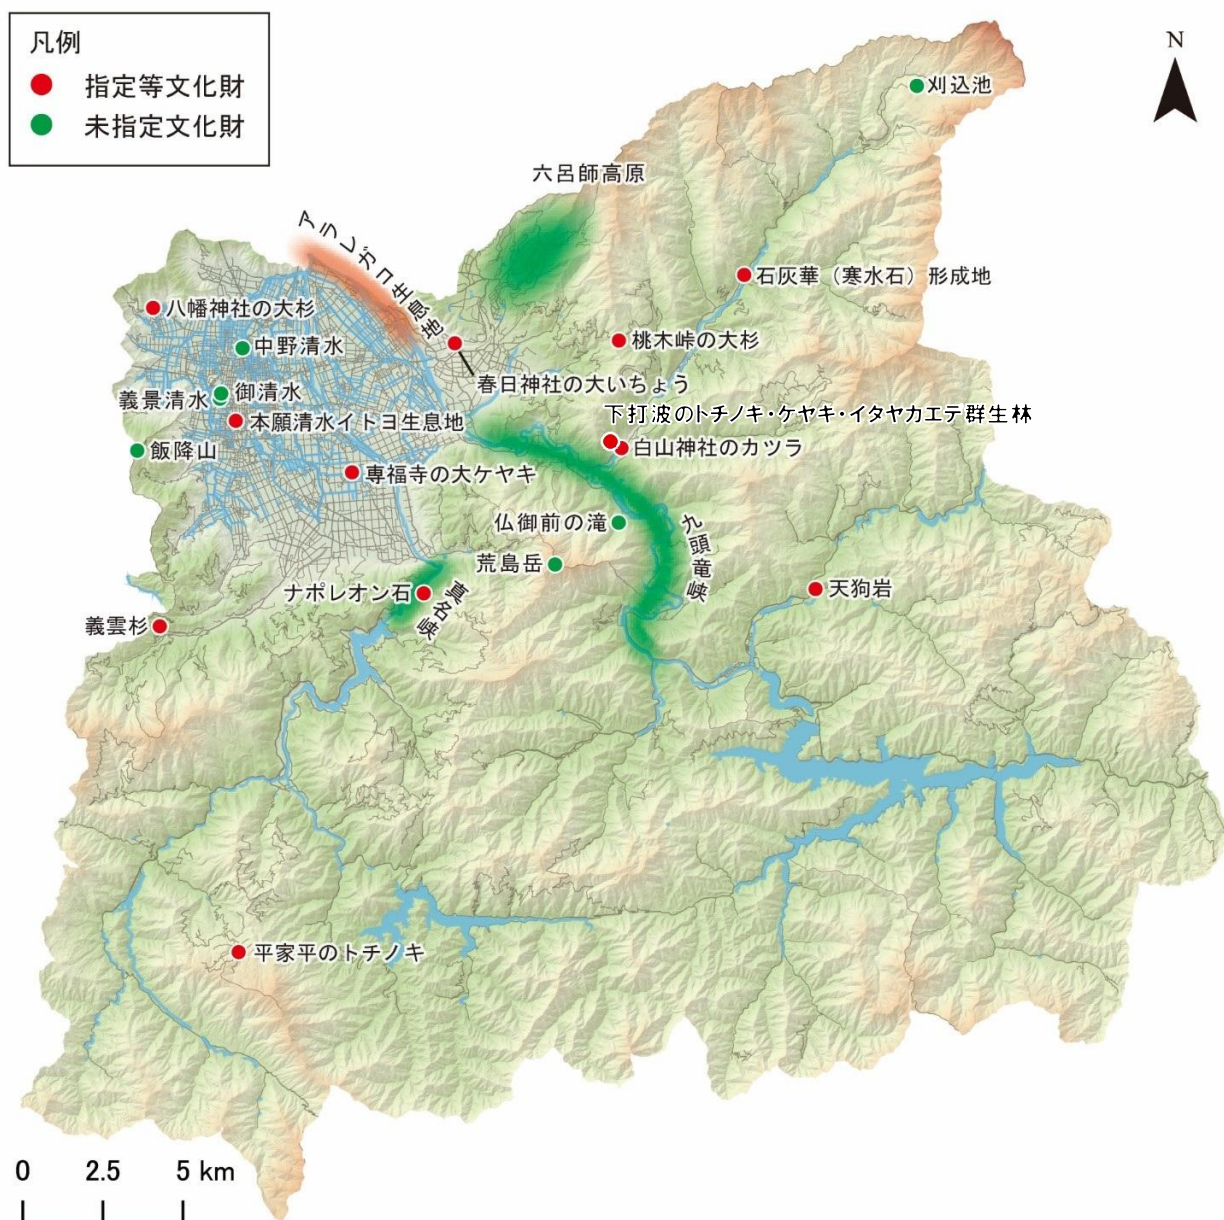 凡例
指定等文化財
未指定文化財
N
刈込池
六呂師高原
アラレガコ生息地
石灰華（寒水石）形成地
八幡神社の大杉
桃木峠の大杉
中野清水
春日神社の大いちょう
御清水
義景清水
下打波のトチノキ・ケヤキ・イタヤカエデ群生林
本願清水イトヨ生息地
白山神社のカツラ
飯降山
専福寺の大ケヤキ
仏御前の滝
九頭竜峡
荒島岳
ナポレオン石
真名峡
天狗岩
義雲杉
平家平のトチノキ
0 2.5 5 km